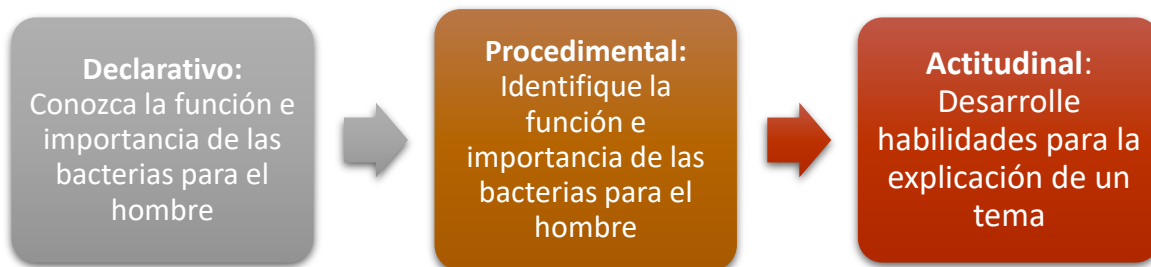 Declarativo:
Conozca la función e
importancia de las
bacterias para el
hombre
Procedimental:
Identifique la
función e
importancia de las
bacterias para el
hombre
Actitudinal:
Desarrolle
habilidades para la
explicación de un
tema